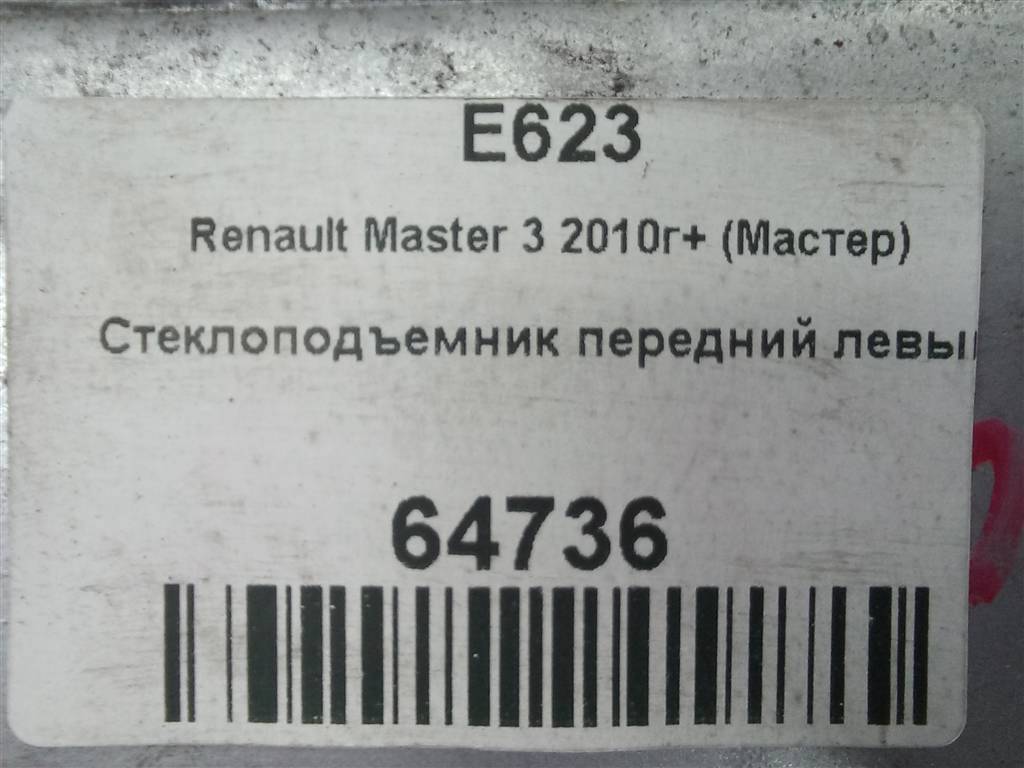 E623
Renault Master 3 2010г+ (Мастер)
Стеклоподъемник передний левы
64736